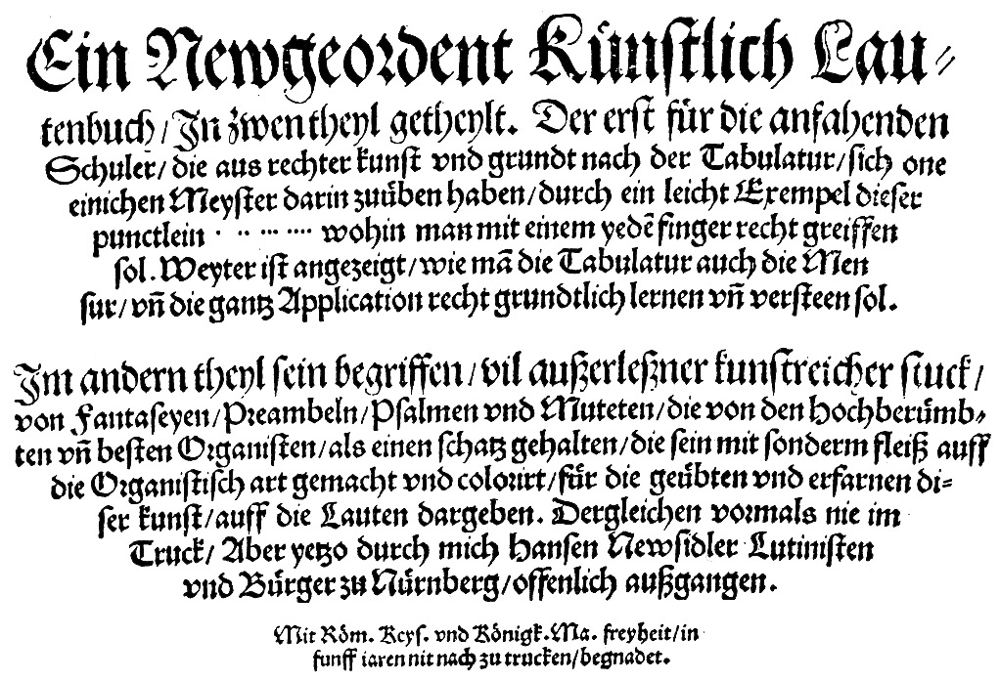 Ein Newgeordent Künstlich Lau⸗
tenbuch/In zwen theyl getheylt. Der erst für die anfahenden
Schuler/ die aus rechter kunst vnd grundt nach der Tabulatur/sich one
einichen Meyster darin zuüben haben/durch ein leicht Exempel dieser
punctlein · ·· ··· ···· wohin man mit einem yedẽ finger recht greiffen
sol. Weyter ist angezeigt/wie mã die Tabulatur auch die Men
sur/ vñ die gantz Application recht grundtlich lernen vñ versteen sol.
Im andern theyl sein begriffen/vil außerleßner kunstreicher stuck/
von Fantaseyen/Preambeln/Psalmen vnd Muteten/die von den Hochberümb⸗
ten vñ besten Organisten/als einen schatz gehalten/die sein mit sonderm fleiß auff
die Organistisch art gemacht vnd colorirt/für die geübten vnd erfarnen di⸗
ser kunst/auff die Lauten dargeben. Dergleichen vormals nie im
Truck/ Aber yetzo durch mich Hansen Newsidler Lutinisten
vnd Bürger zu Nürnberg/offenlich außgangen.
Mit Röm. Keys. vnd Königk. Ma. freyheit/in
funff iaren nit nach zu trucken/begnadet.